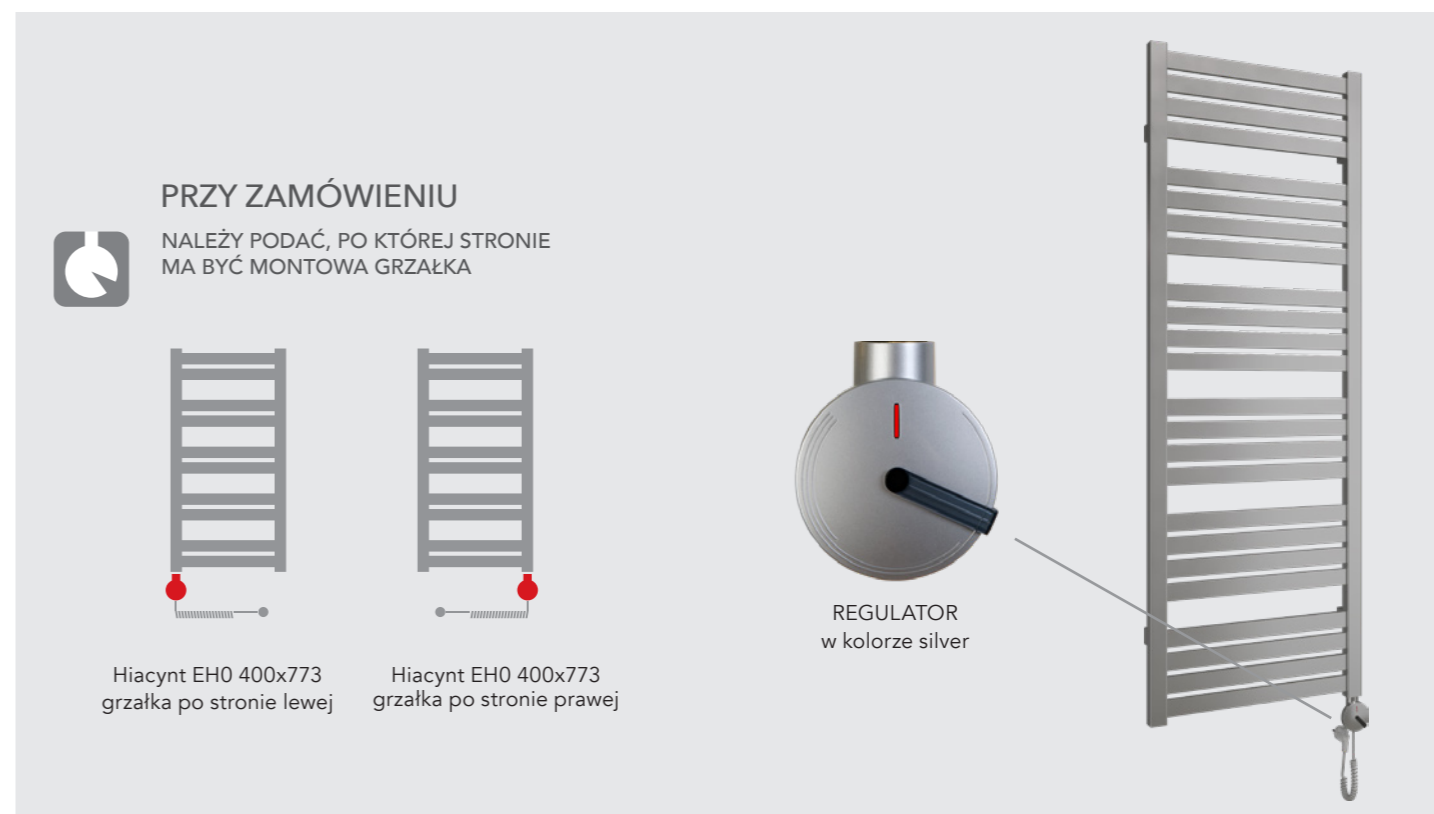 PRZY ZAMÓWIENIU
NALEŻY PODAĆ, PO KTÓREJ STRONIE
MA BYĆ MONTOWA GRZAŁKA
Hiacynt EH0 400x773
grzałka po stronie lewej
Hiacynt EH0 400x773
grzałka po stronie prawej
REGULATOR
w kolorze silver